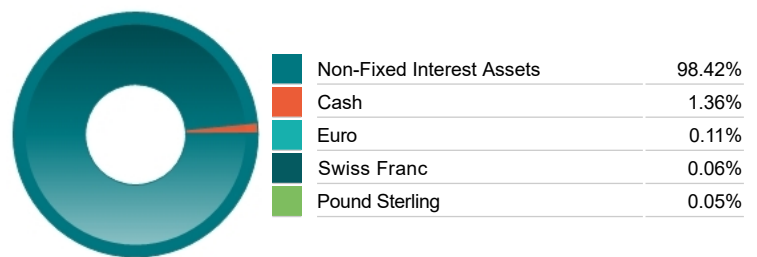 Non-Fixed Interest Assets 98.42%
Cash 1.36%
Euro 0.11%
Swiss Franc 0.06%
Pound Sterling 0.05%